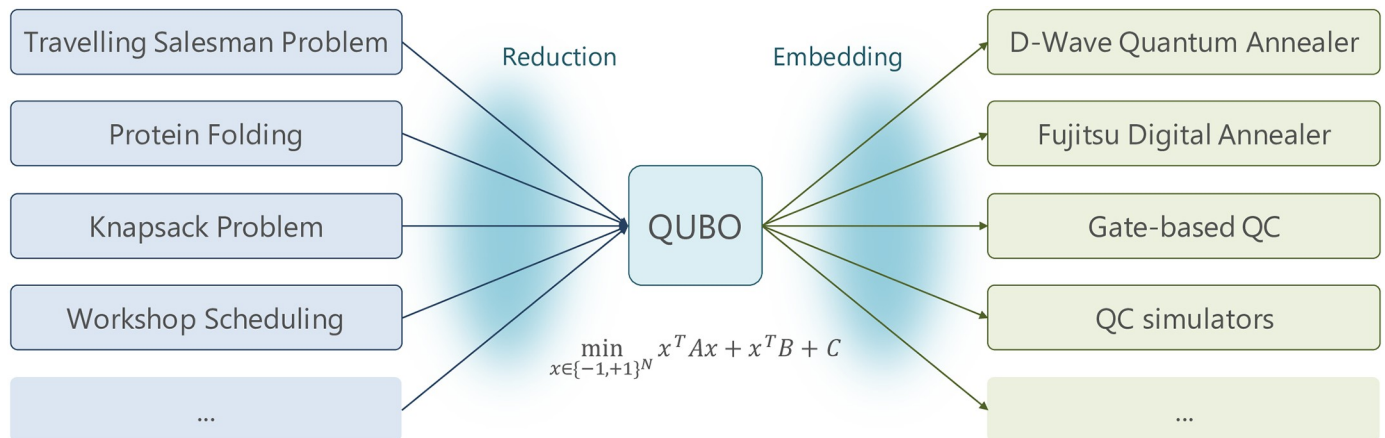 Travelling Salesman Problem
Protein Folding
Knapsack Problem
Workshop Scheduling
...
Reduction
QUBO
min x^T Ax + x^T B + C
x∈{−1,+1}^N
Embedding
D-Wave Quantum Annealer
Fujitsu Digital Annealer
Gate-based QC
QC simulators
...